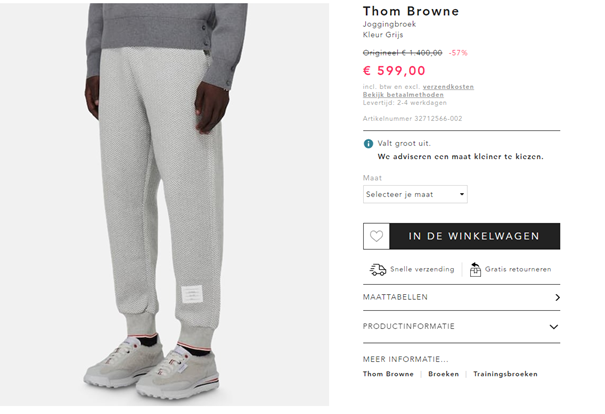 Thom Browne
Joggingbroek
Kleur Grijs
Origineel € 1.400,00 -57%
€ 599,00
incl. btw en excl. verzendkosten
Bekijk betaalmethoden
Levertijd: 2-4 werkdagen
Artikelnummer 32712566-002
Valt groot uit.
We adviseren een maat kleiner te kiezen.
Maat
Selecteer je maat
IN DE WINKELWAGEN
Snelle verzending
Gratis retourneren
MAATTABELLEN
PRODUCTINFORMATIE
MEER INFORMATIE...
Thom Browne | Broeken | Trainingsbroeken